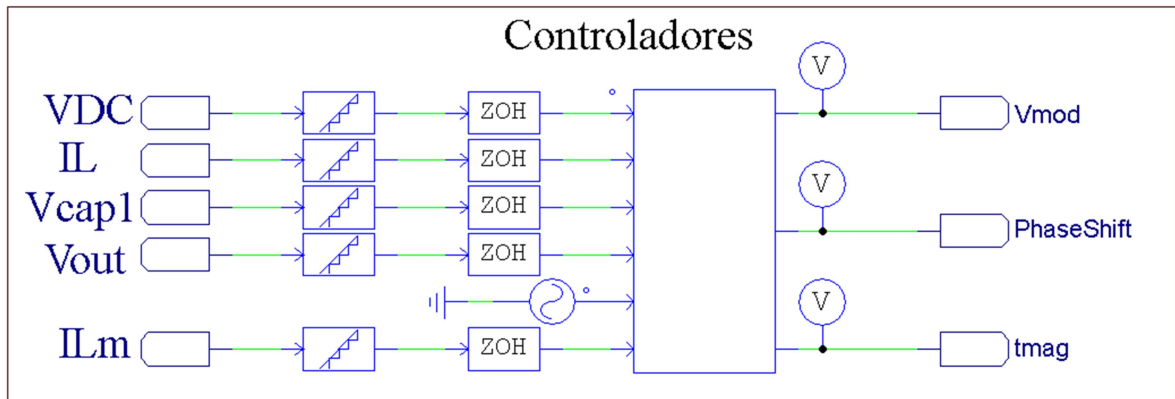 Controladores
V
VDC ZOH Vmod
IL ZOH
Vcap1 ZOH V
Vout ZOH PhaseShift
V
ILm ZOH tmag